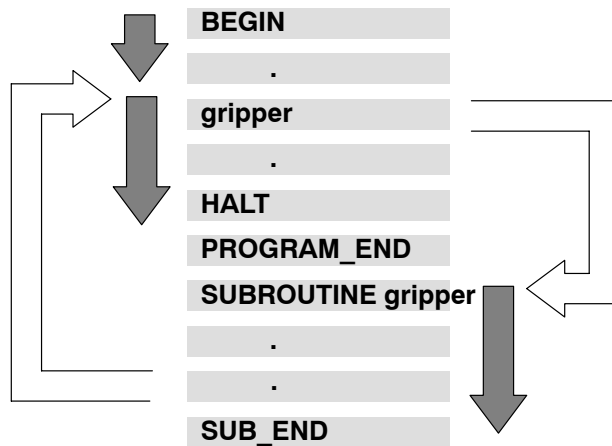 BEGIN
.
gripper
.
HALT
PROGRAM_END
SUBROUTINE gripper
.
.
SUB_END